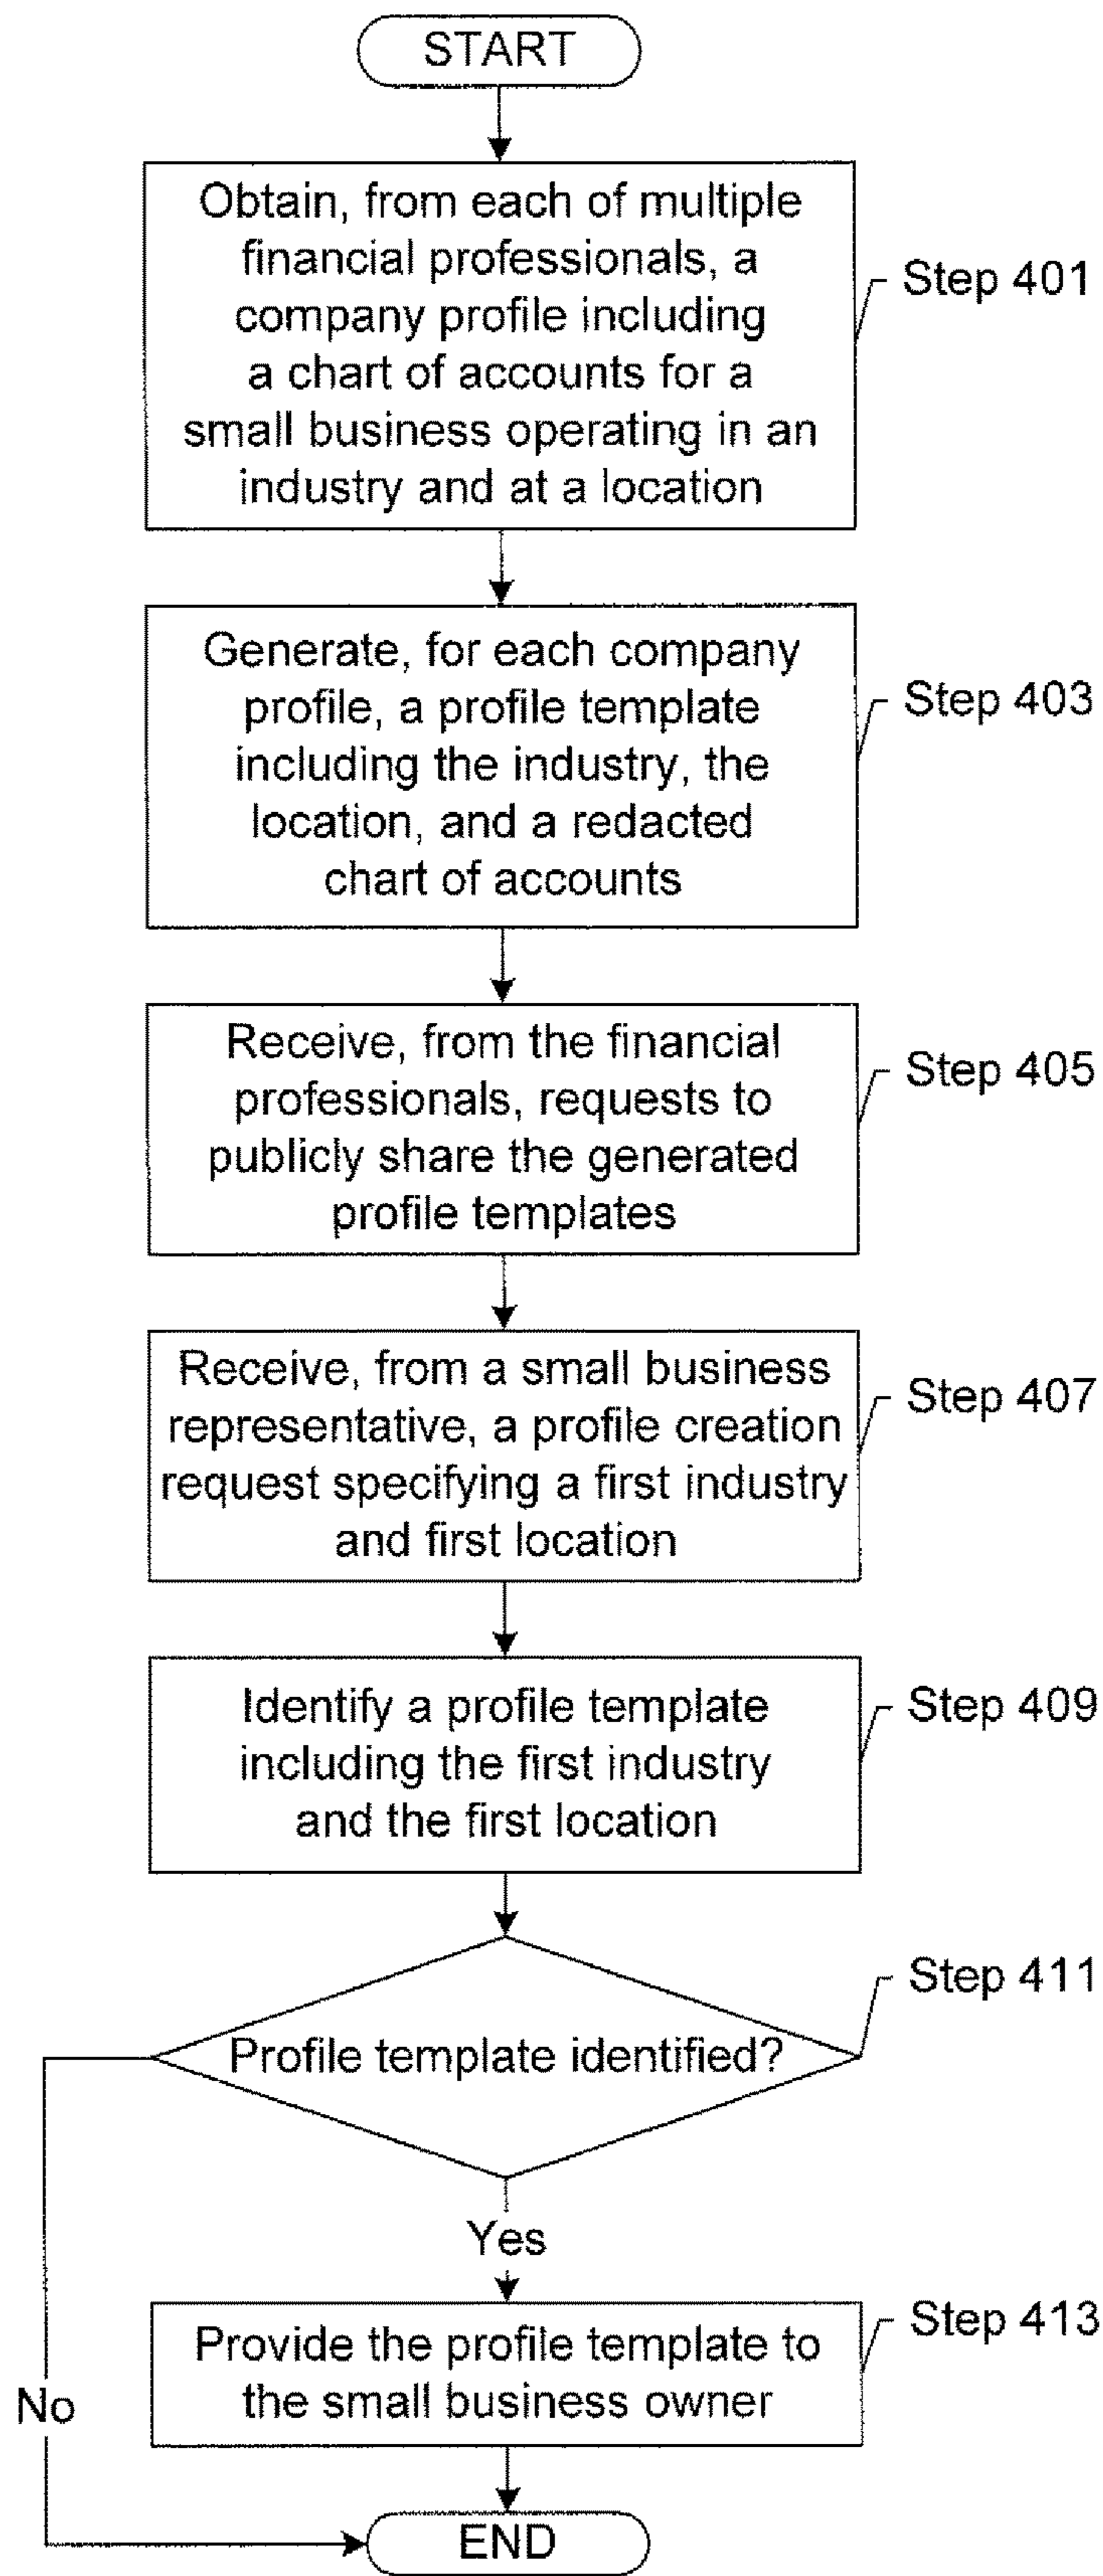 START
Obtain, from each of multiple
financial professionals, a
company profile including
a chart of accounts for a
small business operating in an
industry and at a location
Step 401
Generate, for each company
profile, a profile template
including the industry, the
location, and a redacted
chart of accounts
Step 403
Receive, from the financial
professionals, requests to
publicly share the generated
profile templates
Step 405
Receive, from a small business
representative, a profile creation
request specifying a first industry
and first location
Step 407
Identify a profile template
including the first industry
and the first location
Step 409
Profile template identified?
Step 411
Yes
Provide the profile template to
the small business owner
Step 413
No
END